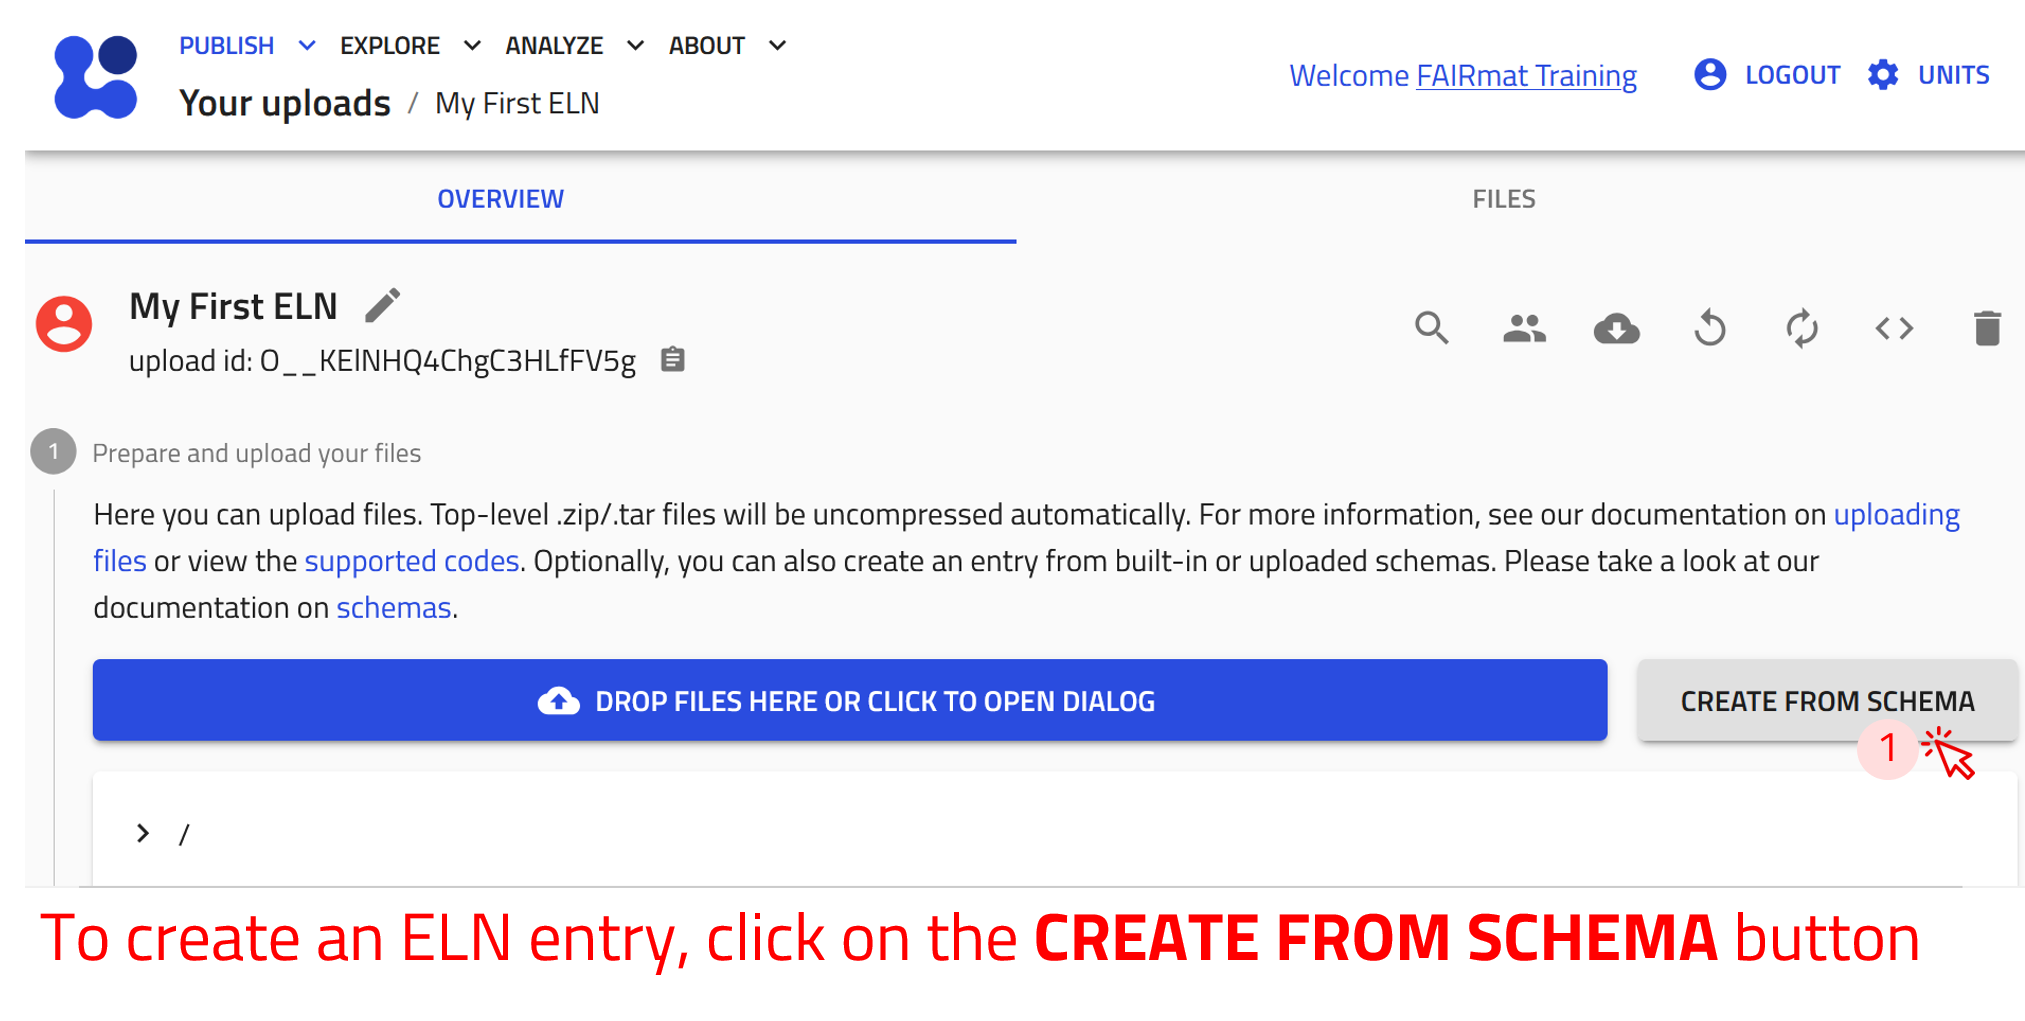 PUBLISH EXPLORE ANALYZE ABOUT
Your uploads / My First ELN
Welcome FAIRmat Training LOGOUT UNITS
OVERVIEW FILES
My First ELN
upload id: O__KElNHQ4ChgC3HLfFV5g
1 Prepare and upload your files
Here you can upload files. Top-level .zip/.tar files will be uncompressed automatically. For more information, see our documentation on uploading
files or view the supported codes. Optionally, you can also create an entry from built-in or uploaded schemas. Please take a look at our
documentation on schemas.
DROP FILES HERE OR CLICK TO OPEN DIALOG CREATE FROM SCHEMA
1
/
To create an ELN entry, click on the CREATE FROM SCHEMA button